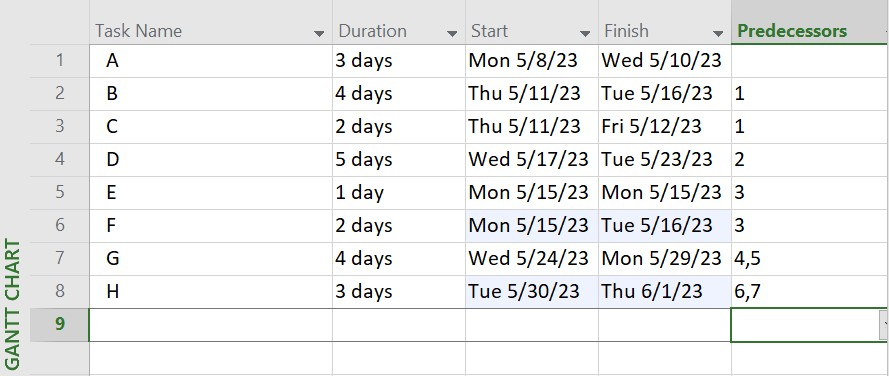 Task Name Duration Start Finish Predecessors
1 A 3 days Mon 5/8/23 Wed 5/10/23
2 B 4 days Thu 5/11/23 Tue 5/16/23 1
3 C 2 days Thu 5/11/23 Fri 5/12/23 1
4 D 5 days Wed 5/17/23 Tue 5/23/23 2
5 E 1 day Mon 5/15/23 Mon 5/15/23 3
6 F 2 days Mon 5/15/23 Tue 5/16/23 3
7 G 4 days Wed 5/24/23 Mon 5/29/23 4,5
8 H 3 days Tue 5/30/23 Thu 6/1/23 6,7
9
GANTT CHART